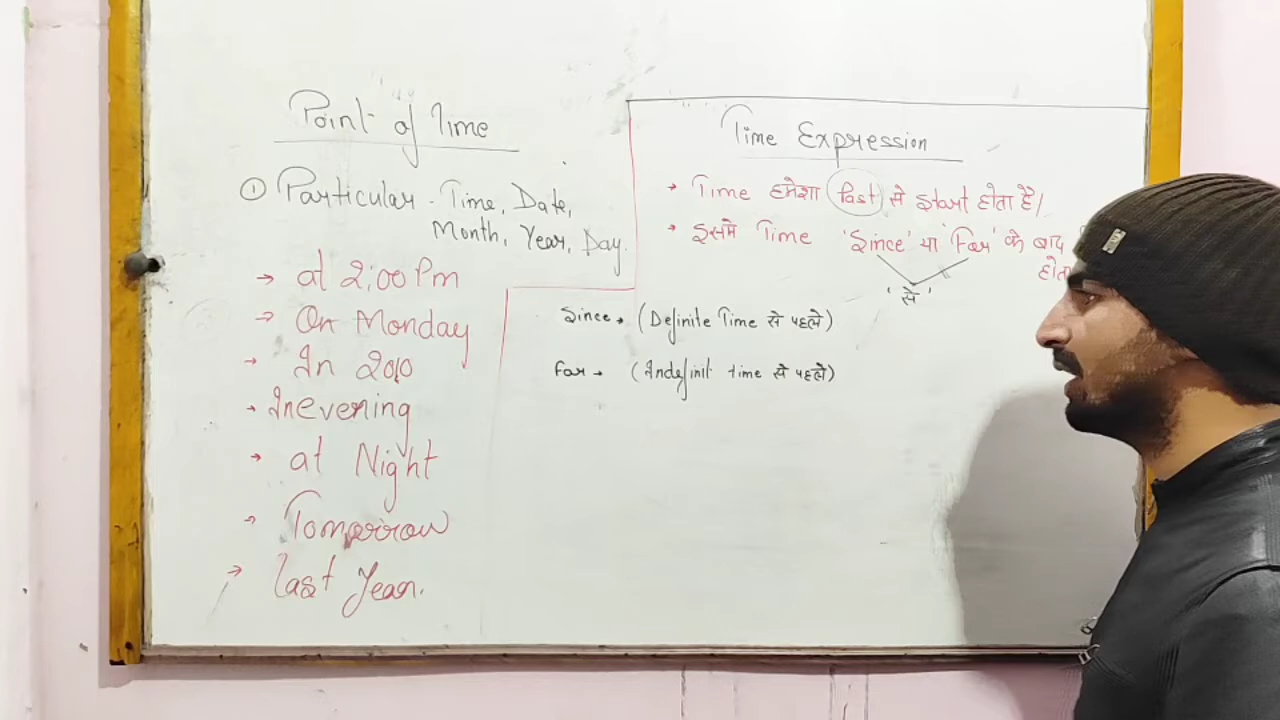 Point of Time
① Particular - Time, Date,
Month, Year, Day.
→ at 2:00 Pm
→ On Monday
→ In 2010
→ In evening
→ at Night
→ Tomorrow
→ last Year.
Time Expression
→ Time हमेशा Past से start होता है।
→ इसमे Time 'Since' या 'For' के बाद
होता
'से'
Since → (Definite Time से पहले)
For → (Indefinit time से पहले)